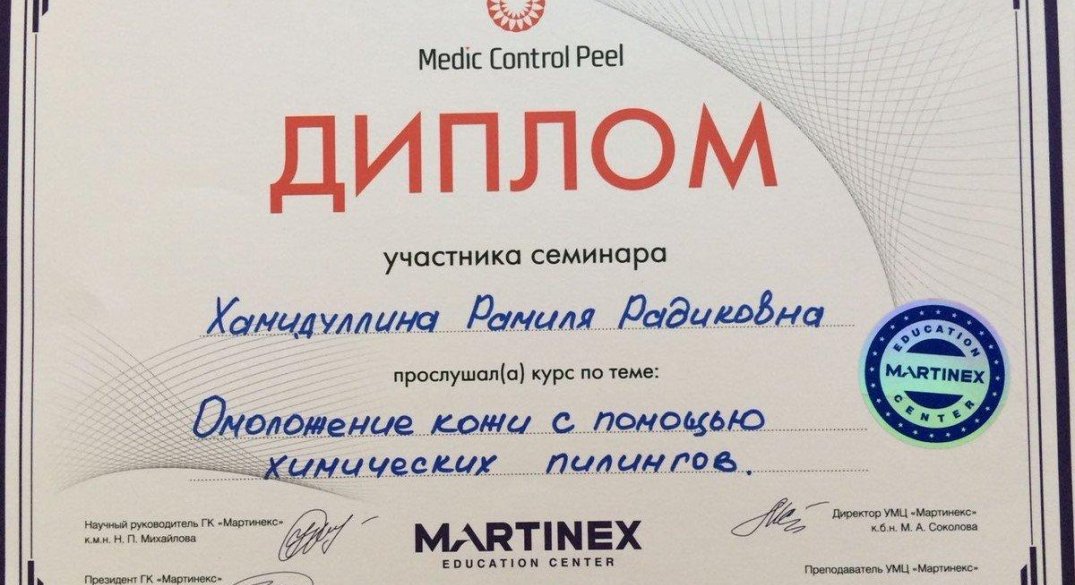 Medic Control Peel
ДИПЛОМ
участника семинара
Хамидуллина Рамиля Радиковна
прослушал(а) курс по теме:
Омоложение кожи с помощью
химических пилингов.
EDUCATION
MARTINEX
CENTER
Научный руководитель ГК «Мартинекс»
к.м.н. Н. П. Михайлова
MARTINEX
EDUCATION CENTER
Директор УМЦ «Мартинекс»
к.б.н. М. А. Соколова
Президент ГК «Мартинекс»
Преподаватель УМЦ «Мартинекс»